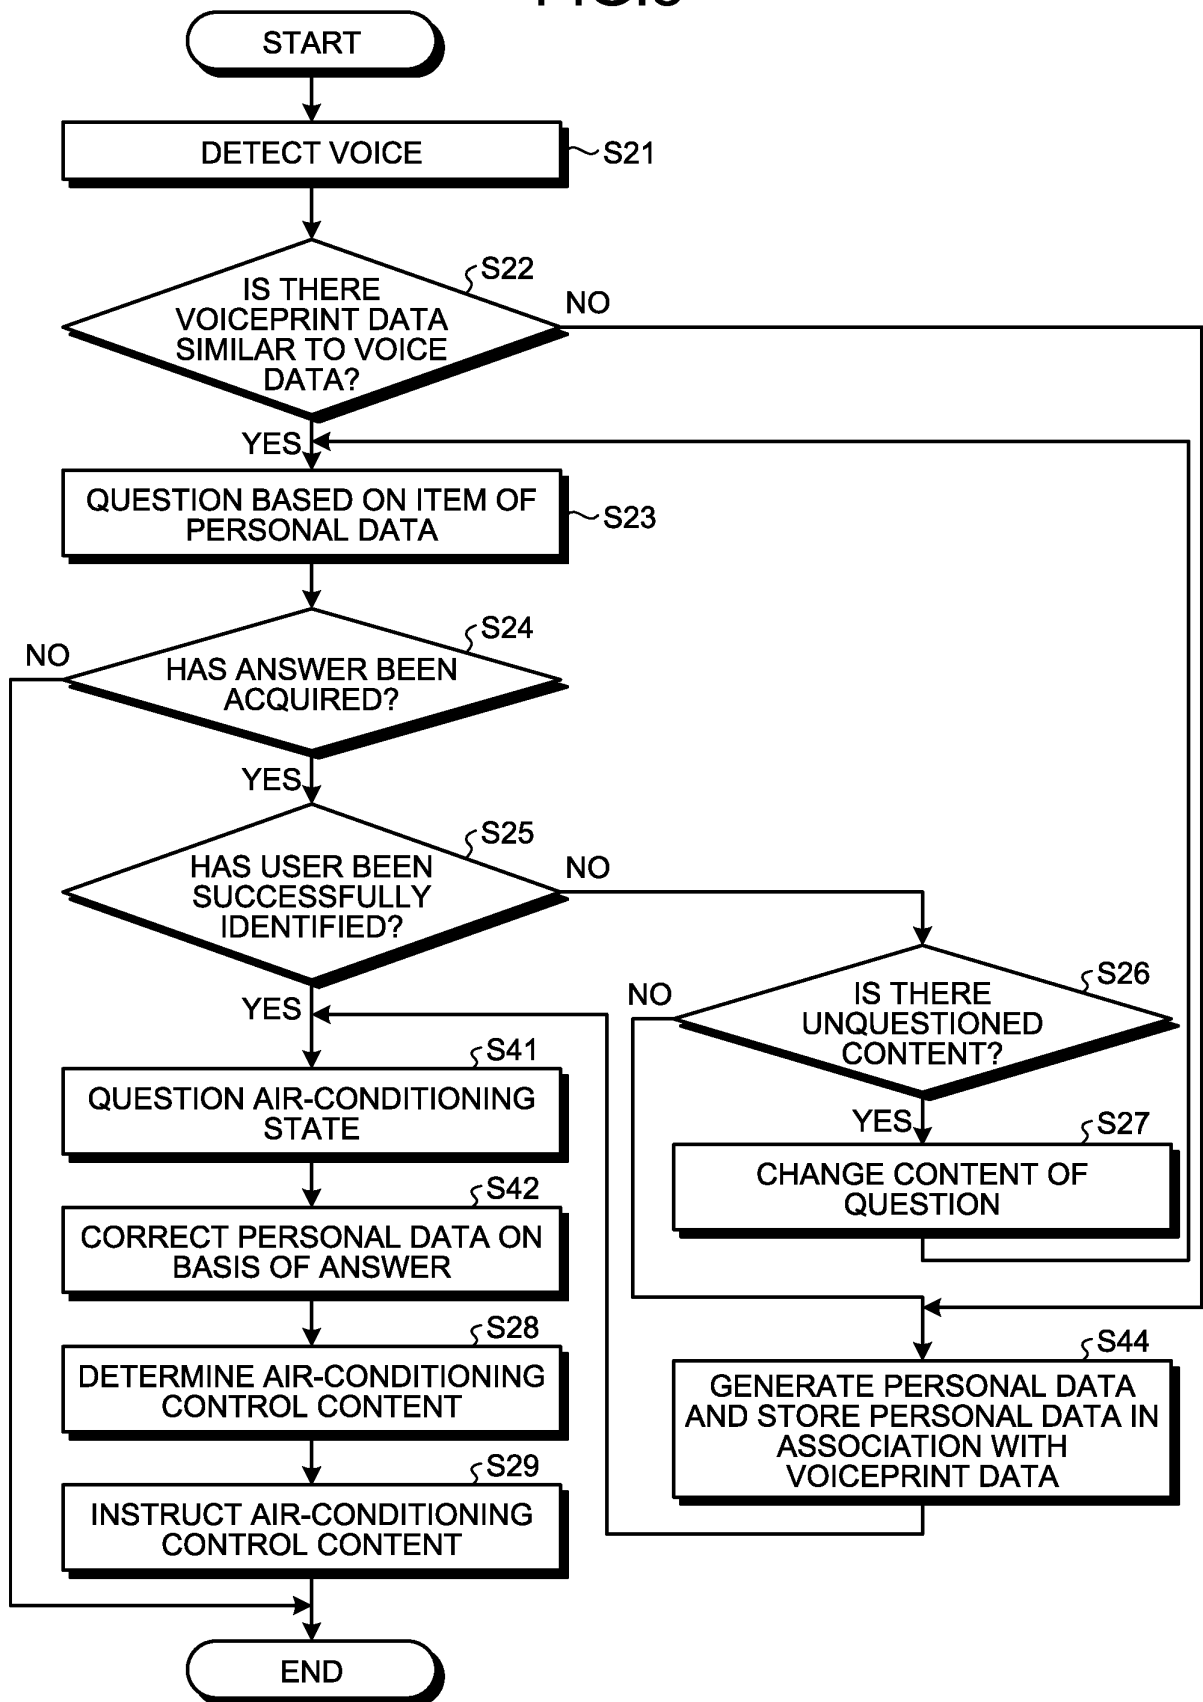 START
DETECT VOICE
S21
S22
IS THERE
VOICEPRINT DATA
SIMILAR TO VOICE
DATA?
NO
YES
QUESTION BASED ON ITEM OF
PERSONAL DATA
S23
S24
NO
HAS ANSWER BEEN
ACQUIRED?
YES
S25
HAS USER BEEN
SUCCESSFULLY
IDENTIFIED?
NO
YES
S26
NO
IS THERE
UNQUESTIONED
CONTENT?
YES
S27
CHANGE CONTENT OF
QUESTION
S41
QUESTION AIR-CONDITIONING
STATE
S42
CORRECT PERSONAL DATA ON
BASIS OF ANSWER
S28
DETERMINE AIR-CONDITIONING
CONTROL CONTENT
S44
GENERATE PERSONAL DATA
AND STORE PERSONAL DATA IN
ASSOCIATION WITH
VOICEPRINT DATA
S29
INSTRUCT AIR-CONDITIONING
CONTROL CONTENT
END